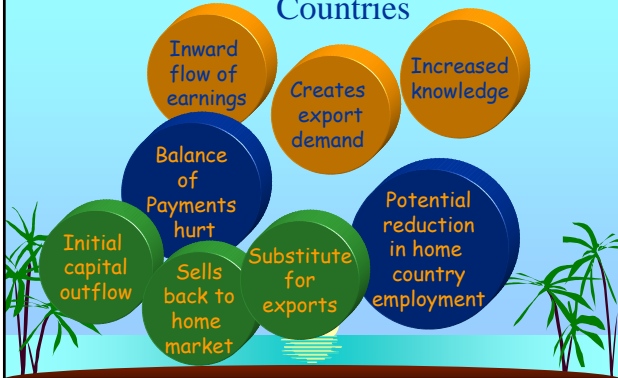 Countries
Inward
flow of
earnings
Creates
export
demand
Increased
knowledge
Balance
of
Payments
hurt
Potential
reduction
in home
country
employment
Initial
capital
outflow
Sells
back to
home
market
Substitute
for
exports